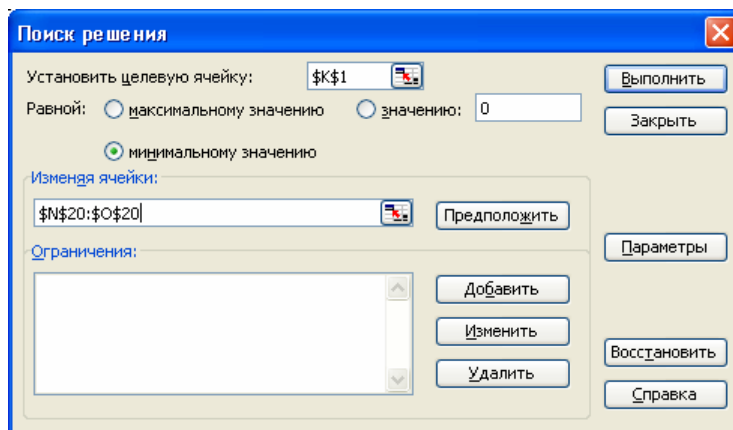 Поиск решения
Установить целевую ячейку: $K$1 Выполнить
Равной: максимальному значению значению: 0 Закрыть
минимальному значению
Изменяя ячейки:
$N$20:$O$20 Предположить
Ограничения: Параметры
Добавить
Изменить
Восстановить
Удалить
Справка